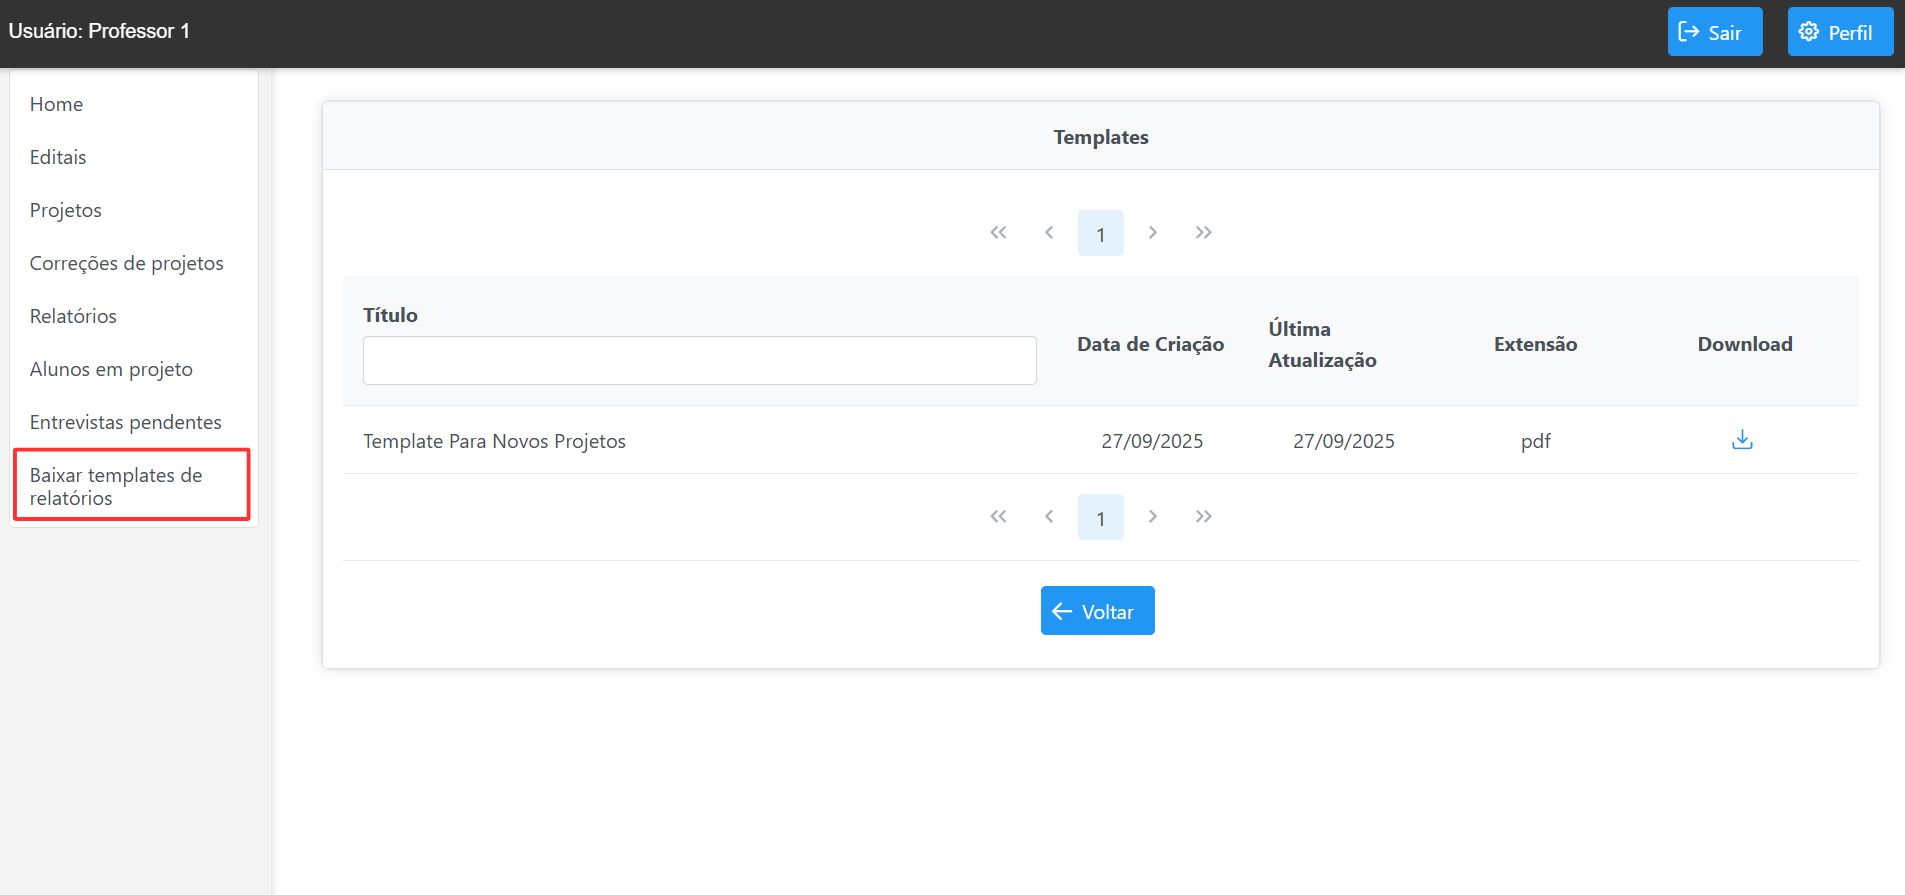 Usuário: Professor 1
Sair
Perfil
Home
Editais
Projetos
Correções de projetos
Relatórios
Alunos em projeto
Entrevistas pendentes
Baixar templates de
relatórios
Templates
1
Título
Data de Criação
Última
Atualização
Extensão
Download
Template Para Novos Projetos
27/09/2025
27/09/2025
pdf
1
Voltar